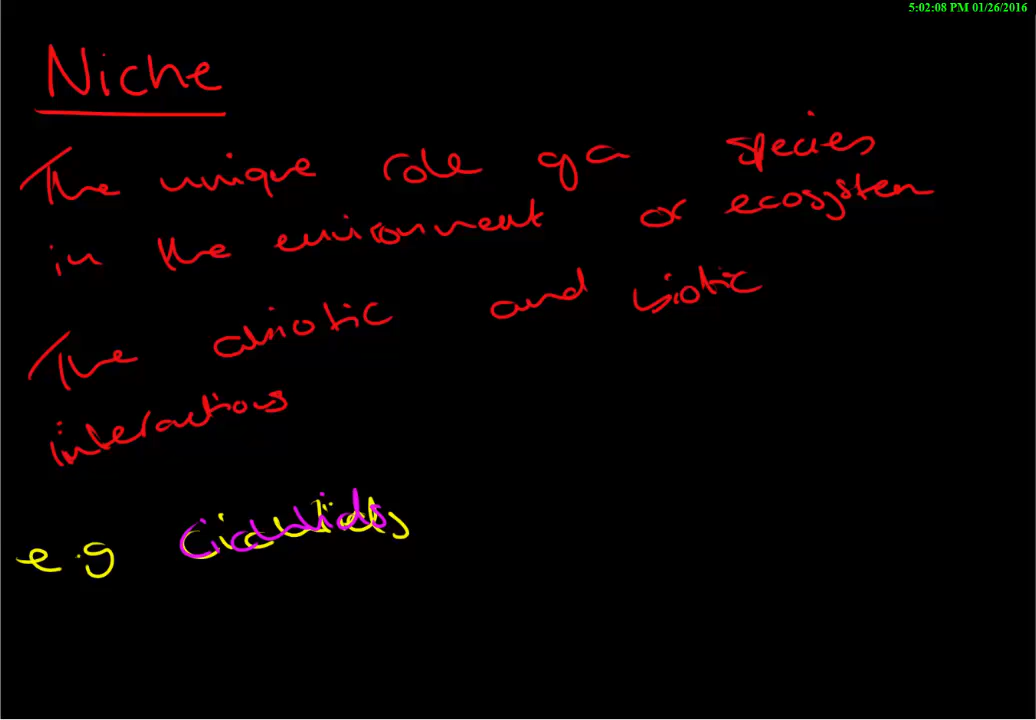 5:02:08 PM 01/26/2016
Niche
The unique role of a species
in the environment or ecosystem
The abiotic and biotic
interactions
e.g